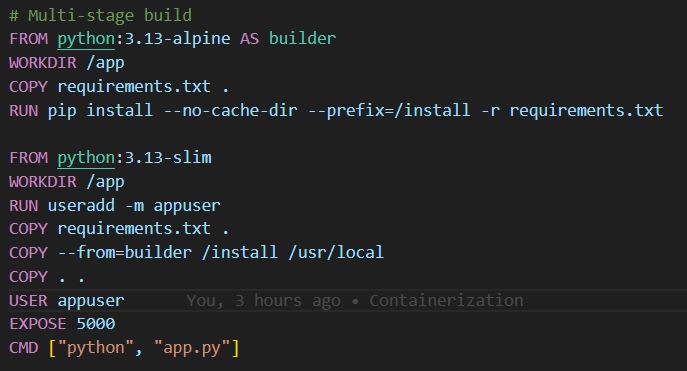 # Multi-stage build
FROM python:3.13-alpine AS builder
WORKDIR /app
COPY requirements.txt .
RUN pip install --no-cache-dir --prefix=/install -r requirements.txt

FROM python:3.13-slim
WORKDIR /app
RUN useradd -m appuser
COPY requirements.txt .
COPY --from=builder /install /usr/local
COPY . .
USER appuser You, 3 hours ago • Containerization
EXPOSE 5000
CMD ["python", "app.py"]